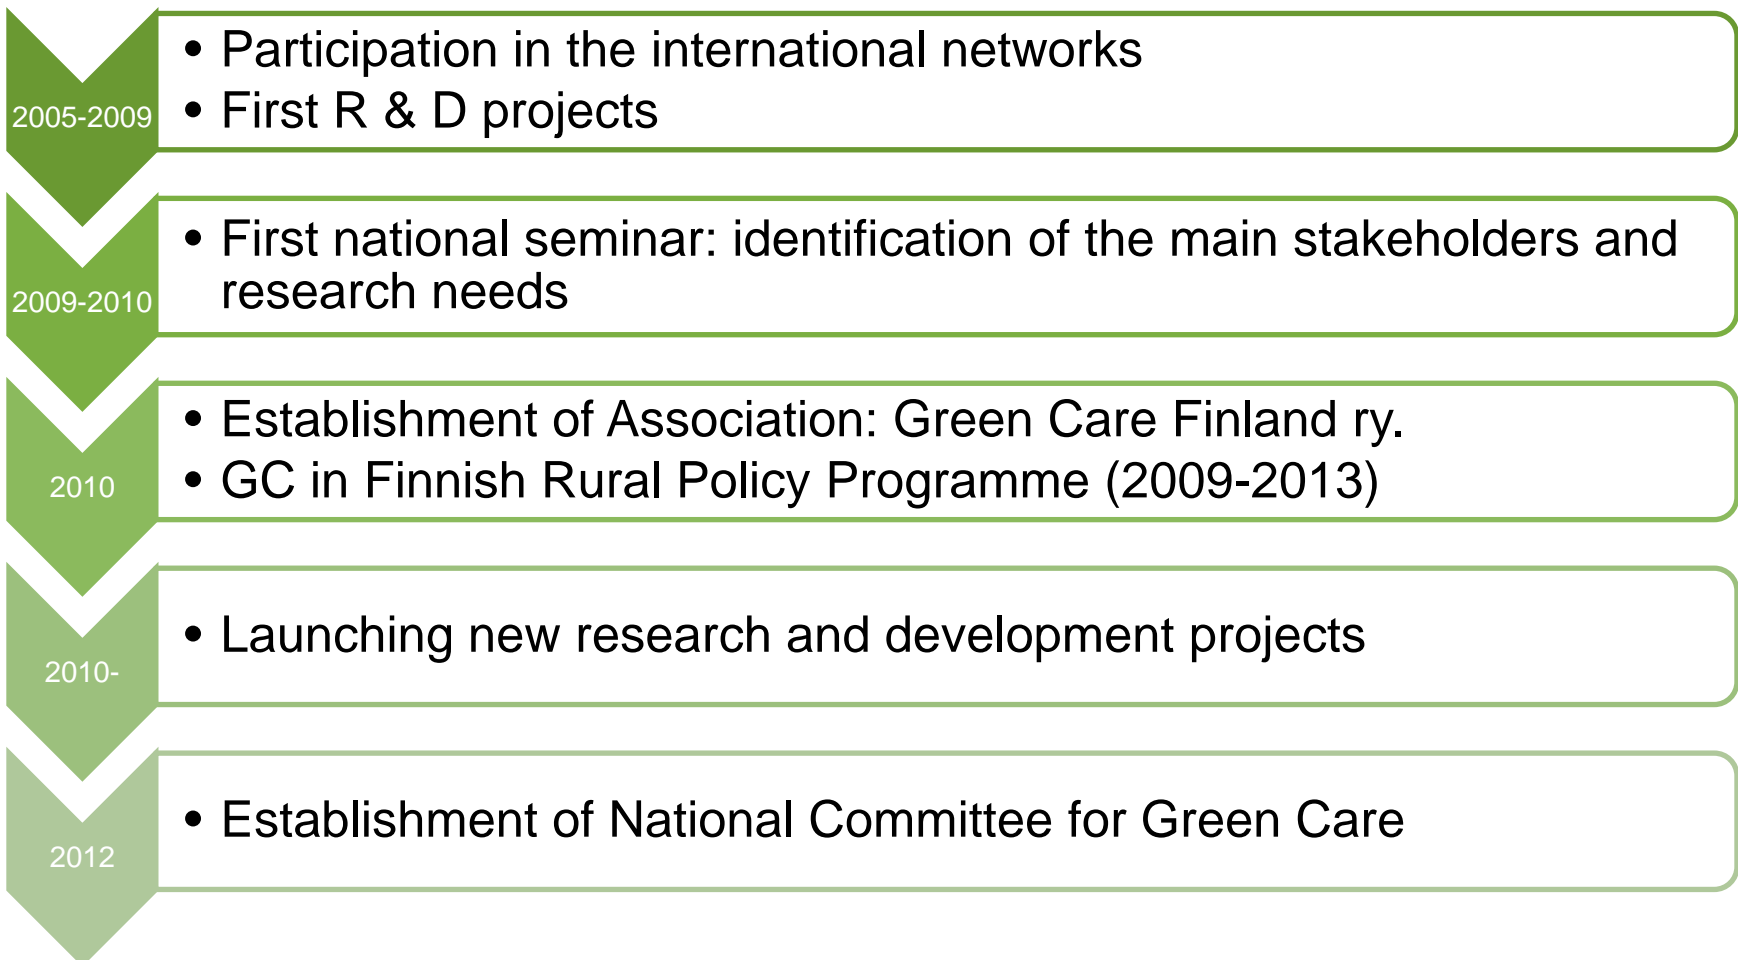 2005-2009
• Participation in the international networks
• First R & D projects
2009-2010
• First national seminar: identification of the main stakeholders and
research needs
2010
• Establishment of Association: Green Care Finland ry.
• GC in Finnish Rural Policy Programme (2009-2013)
2010-
• Launching new research and development projects
2012
• Establishment of National Committee for Green Care